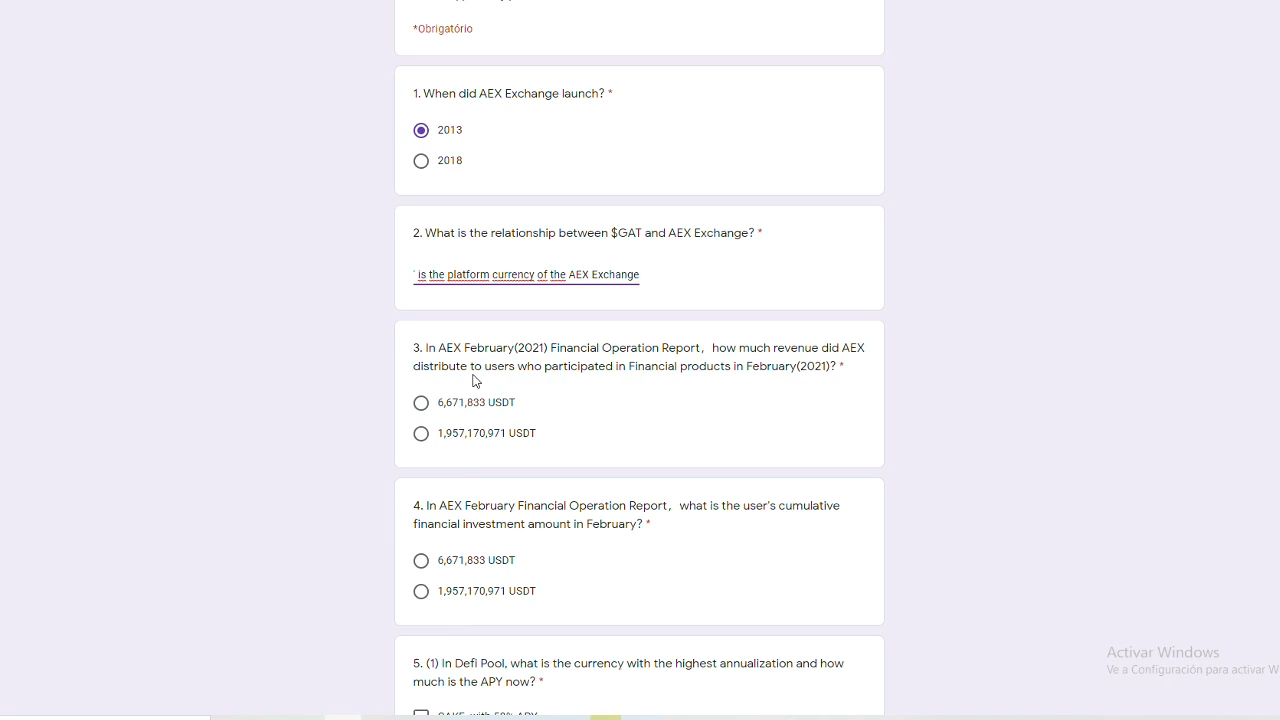 *Obrigatório
1. When did AEX Exchange launch? *
2013
2018
2. What is the relationship between $GAT and AEX Exchange? *
is the platform currency of the AEX Exchange
3. In AEX February(2021) Financial Operation Report，how much revenue did AEX
distribute to users who participated in Financial products in February(2021)? *
6,671,833 USDT
1,957,170,971 USDT
4. In AEX February Financial Operation Report，what is the user's cumulative
financial investment amount in February? *
6,671,833 USDT
1,957,170,971 USDT
5. (1) In Defi Pool, what is the currency with the highest annualization and how
much is the APY now? *
Activar Windows
Ve a Configuración para activar W